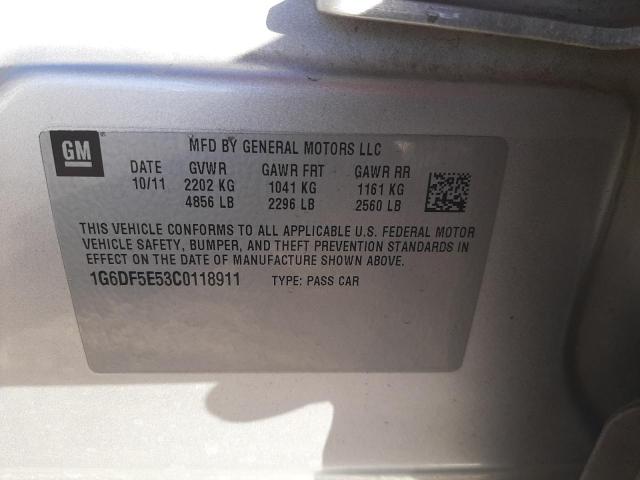 GM
MFD BY GENERAL MOTORS LLC
DATE GVWR GAWR FRT GAWR RR
10/11 2202 KG 1041 KG 1161 KG
4856 LB 2296 LB 2560 LB
THIS VEHICLE CONFORMS TO ALL APPLICABLE U.S. FEDERAL MOTOR
VEHICLE SAFETY, BUMPER, AND THEFT PREVENTION STANDARDS
IN EFFECT ON THE DATE OF MANUFACTURE SHOWN ABOVE.
1G6DF5E53C0118911 TYPE: PASS CAR